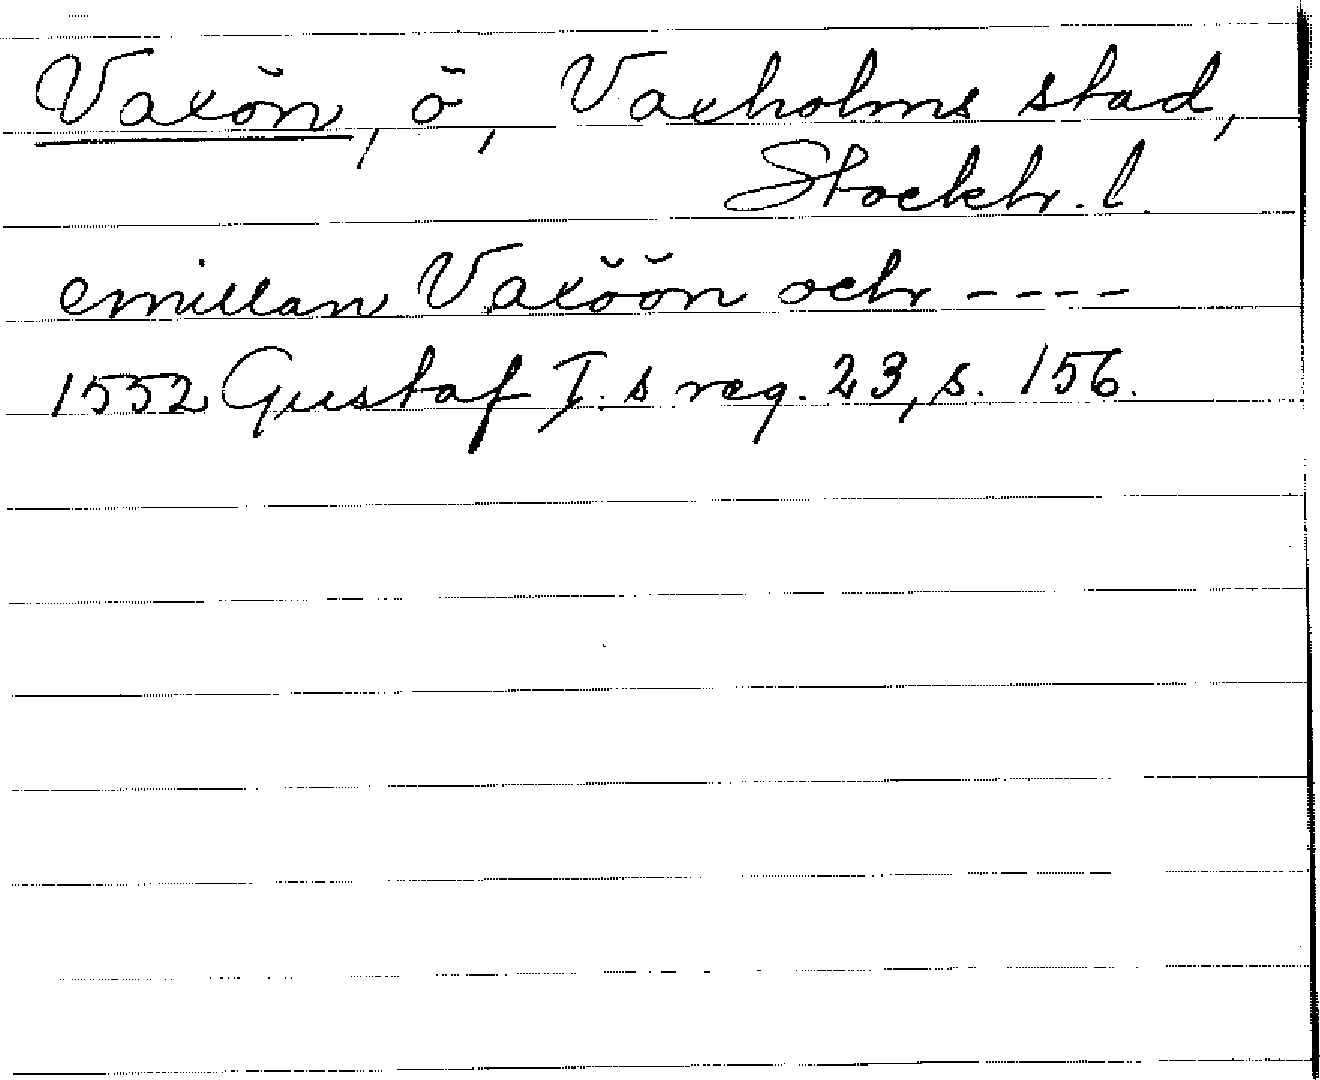 Vaxön, ö, Vaxholms stad,
Stockh. l.
emillan Vaxöön och ----
1552 Gustaf I.s reg. 23, s. 156.